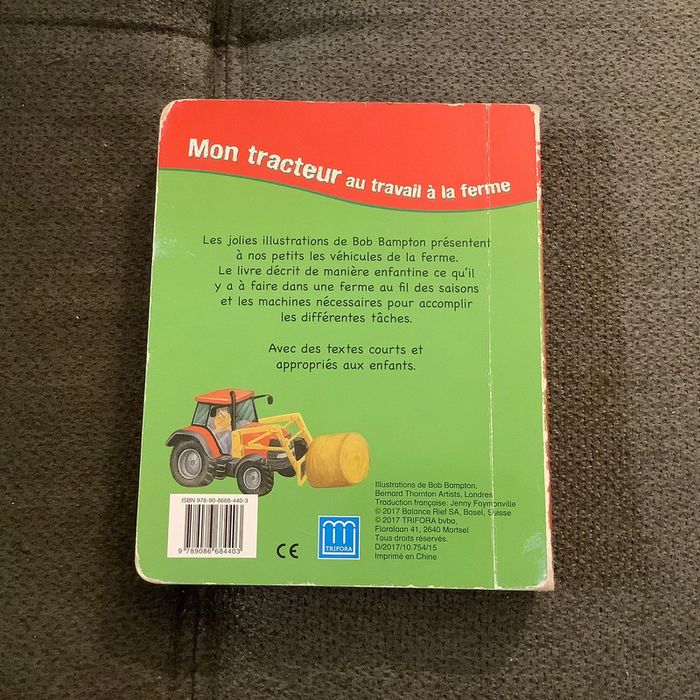 Mon tracteur au travail à la ferme
Les jolies illustrations de Bob Bampton présentent
à nos petits les véhicules de la ferme.
Le livre décrit de manière enfantine ce qu'il
y a à faire dans une ferme au fil des saisons
et les machines nécessaires pour accomplir
les différentes tâches.
Avec des textes courts et
appropriés aux enfants.
ISBN 978-90-8668-440-3
9 789086 684403
CE
TRIFORA
Illustrations de Bob Bampton,
Bernard Thornton Artists, Londres
Traduction française: Jenny Faymonville
© 2017 Balance Rief SA, Basel, Suisse
© 2017 TRIFORA bvba,
Floralaan 41, 2640 Mortsel
Tous droits réservés.
D/2017/10.754/15
Imprimé en Chine